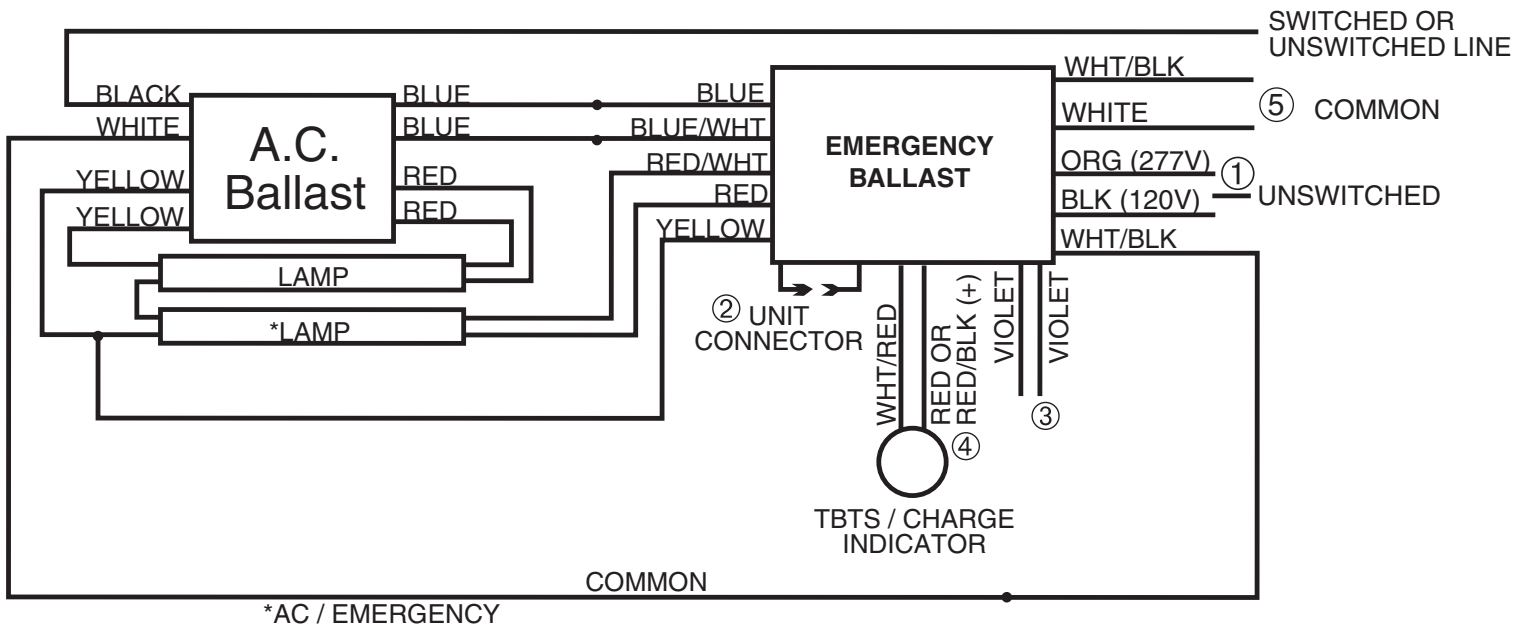 SWITCHED OR
UNSWITCHED LINE
BLACK
WHITE
YELLOW
YELLOW
A.C.
Ballast
BLUE
BLUE
RED
RED
LAMP
*LAMP
BLUE
BLUE/WHT
RED/WHT
RED
YELLOW
EMERGENCY
BALLAST
WHT/BLK
WHITE
⑤ COMMON
ORG (277V)
BLK (120V)
① UNSWITCHED
WHT/BLK
② UNIT
CONNECTOR
WHT/RED
RED OR
RED/BLK (+)
VIOLET
VIOLET
③
④
TBTS / CHARGE
INDICATOR
COMMON
*AC / EMERGENCY